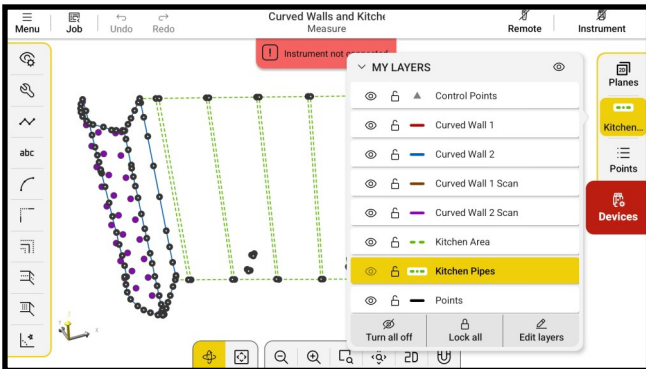 Menu
Job
Undo
Redo
Curved Walls and Kitche
Measure
Remote
Instrument
Instrument not connected
MY LAYERS
Control Points
Curved Wall 1
Curved Wall 2
Curved Wall 1 Scan
Curved Wall 2 Scan
Kitchen Area
Kitchen Pipes
Points
Turn all off
Lock all
Edit layers
abc
2D
Planes
Kitchen...
Points
Devices
x
2D